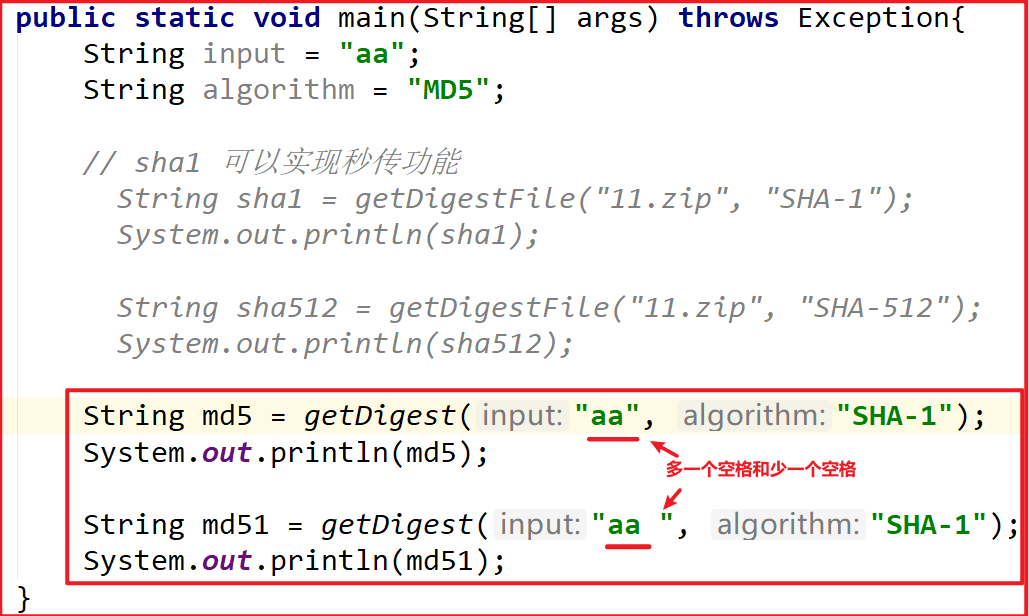 public static void main(String[] args) throws Exception{
String input = "aa";
String algorithm = "MD5";
// sha1 可以实现秒传功能
String sha1 = getDigestFile("11.zip", "SHA-1");
System.out.println(sha1);
String sha512 = getDigestFile("11.zip", "SHA-512");
System.out.println(sha512);
String md5 = getDigest( input: "aa", algorithm: "SHA-1");
System.out.println(md5);
多一个空格和少一个空格
String md51 = getDigest( input: "aa ", algorithm: "SHA-1");
System.out.println(md51);
}